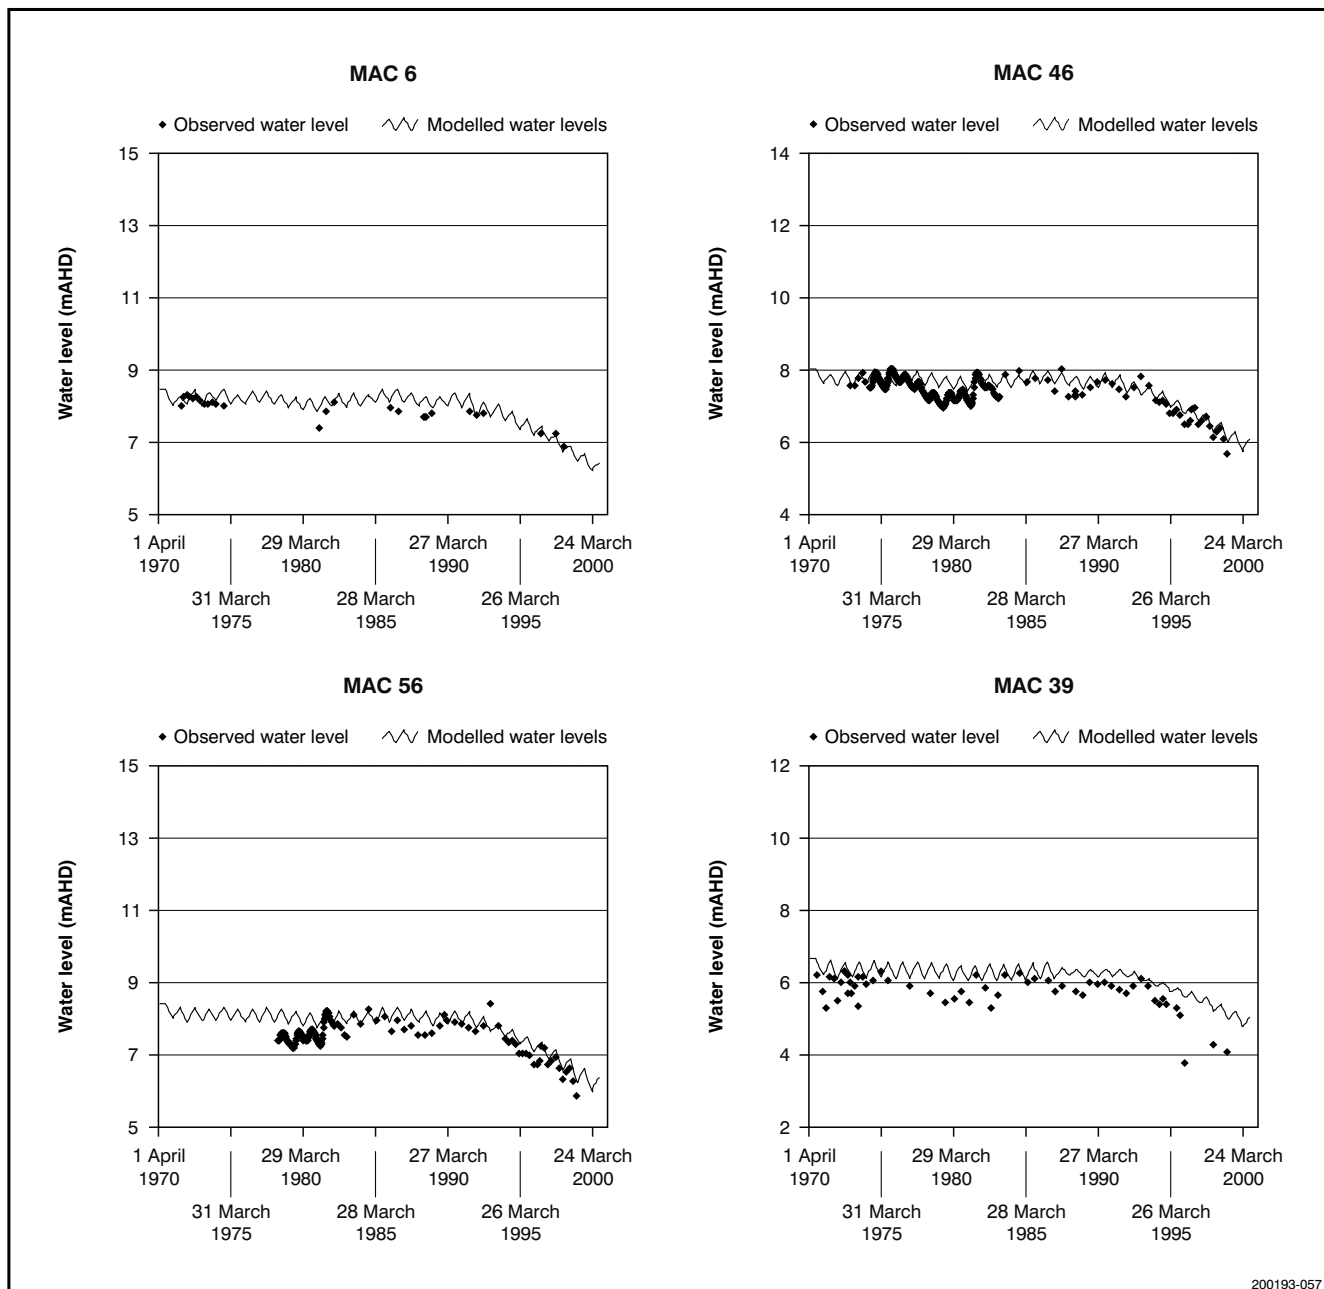 MAC 6
Observed water level Modelled water levels
Water level (mAHD)
15
13
11
9
7
5
1 April 1970
31 March 1975
29 March 1980
28 March 1985
27 March 1990
26 March 1995
24 March 2000
MAC 46
Observed water level Modelled water levels
Water level (mAHD)
14
12
10
8
6
4
1 April 1970
31 March 1975
29 March 1980
28 March 1985
27 March 1990
26 March 1995
24 March 2000
MAC 56
Observed water level Modelled water levels
Water level (mAHD)
15
13
11
9
7
5
1 April 1970
31 March 1975
29 March 1980
28 March 1985
27 March 1990
26 March 1995
24 March 2000
MAC 39
Observed water level Modelled water levels
Water level (mAHD)
12
10
8
6
4
2
1 April 1970
31 March 1975
29 March 1980
28 March 1985
27 March 1990
26 March 1995
24 March 2000
200193-057